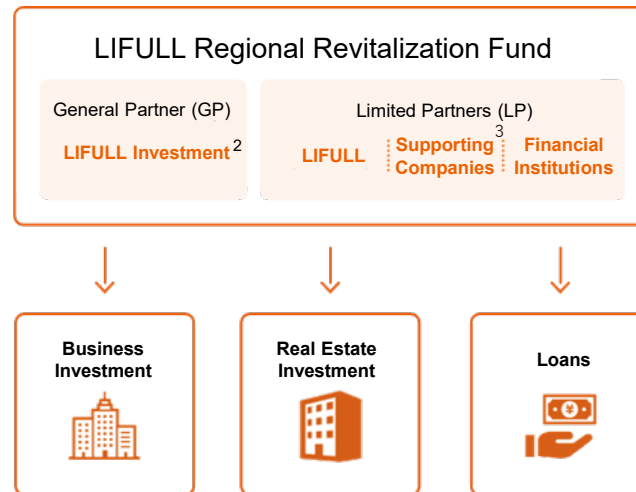 LIFULL Regional Revitalization Fund
General Partner (GP)
LIFULL Investment 2
Limited Partners (LP)
LIFULL
Supporting
Companies 3
Financial
Institutions
Business
Investment
Real Estate
Investment
Loans
¥